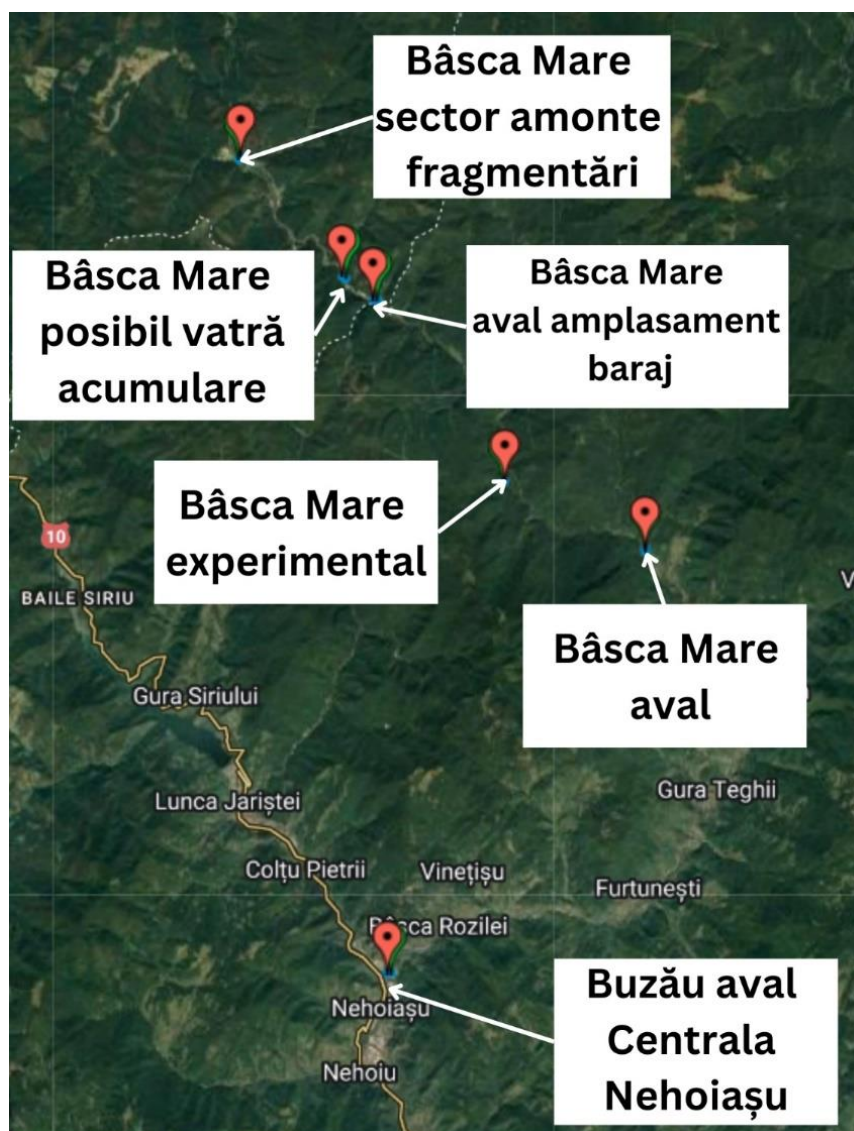 Bâsca Mare
sector amonte
fragmentări
Bâsca Mare
posibil vatră
acumulare
Bâsca Mare
aval amplasament
baraj
Bâsca Mare
experimental
10
BAILE SIRIU
V
Bâsca Mare
aval
Gura Siriului
Gura Teghii
Lunca Jariștei
Colțu Pietrii
Vinețișu
Furtunești
Bâsca Rozilei
Buzău aval
Centrala
Nehoiașu
Nehoiașu
Nehoiu